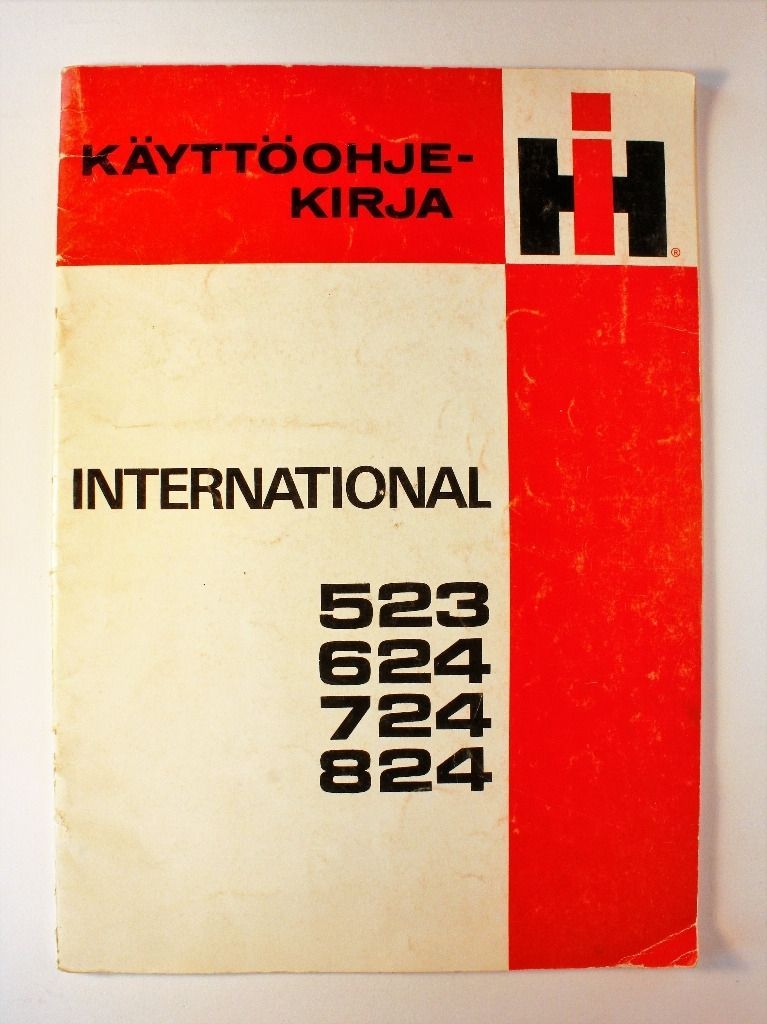 KÄYTTÖOHJE-
KIRJA
IH
®
INTERNATIONAL
523
624
724
824